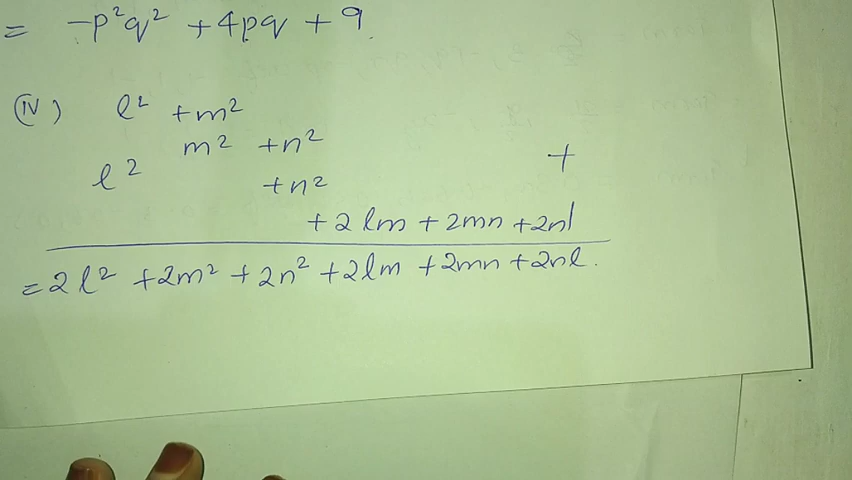 = -p²q² + 4pq + 9
(iv) l² + m²
m² + n²
l² + n² +
+ 2lm + 2mn + 2nl
= 2l² + 2m² + 2n² + 2lm + 2mn + 2nl.